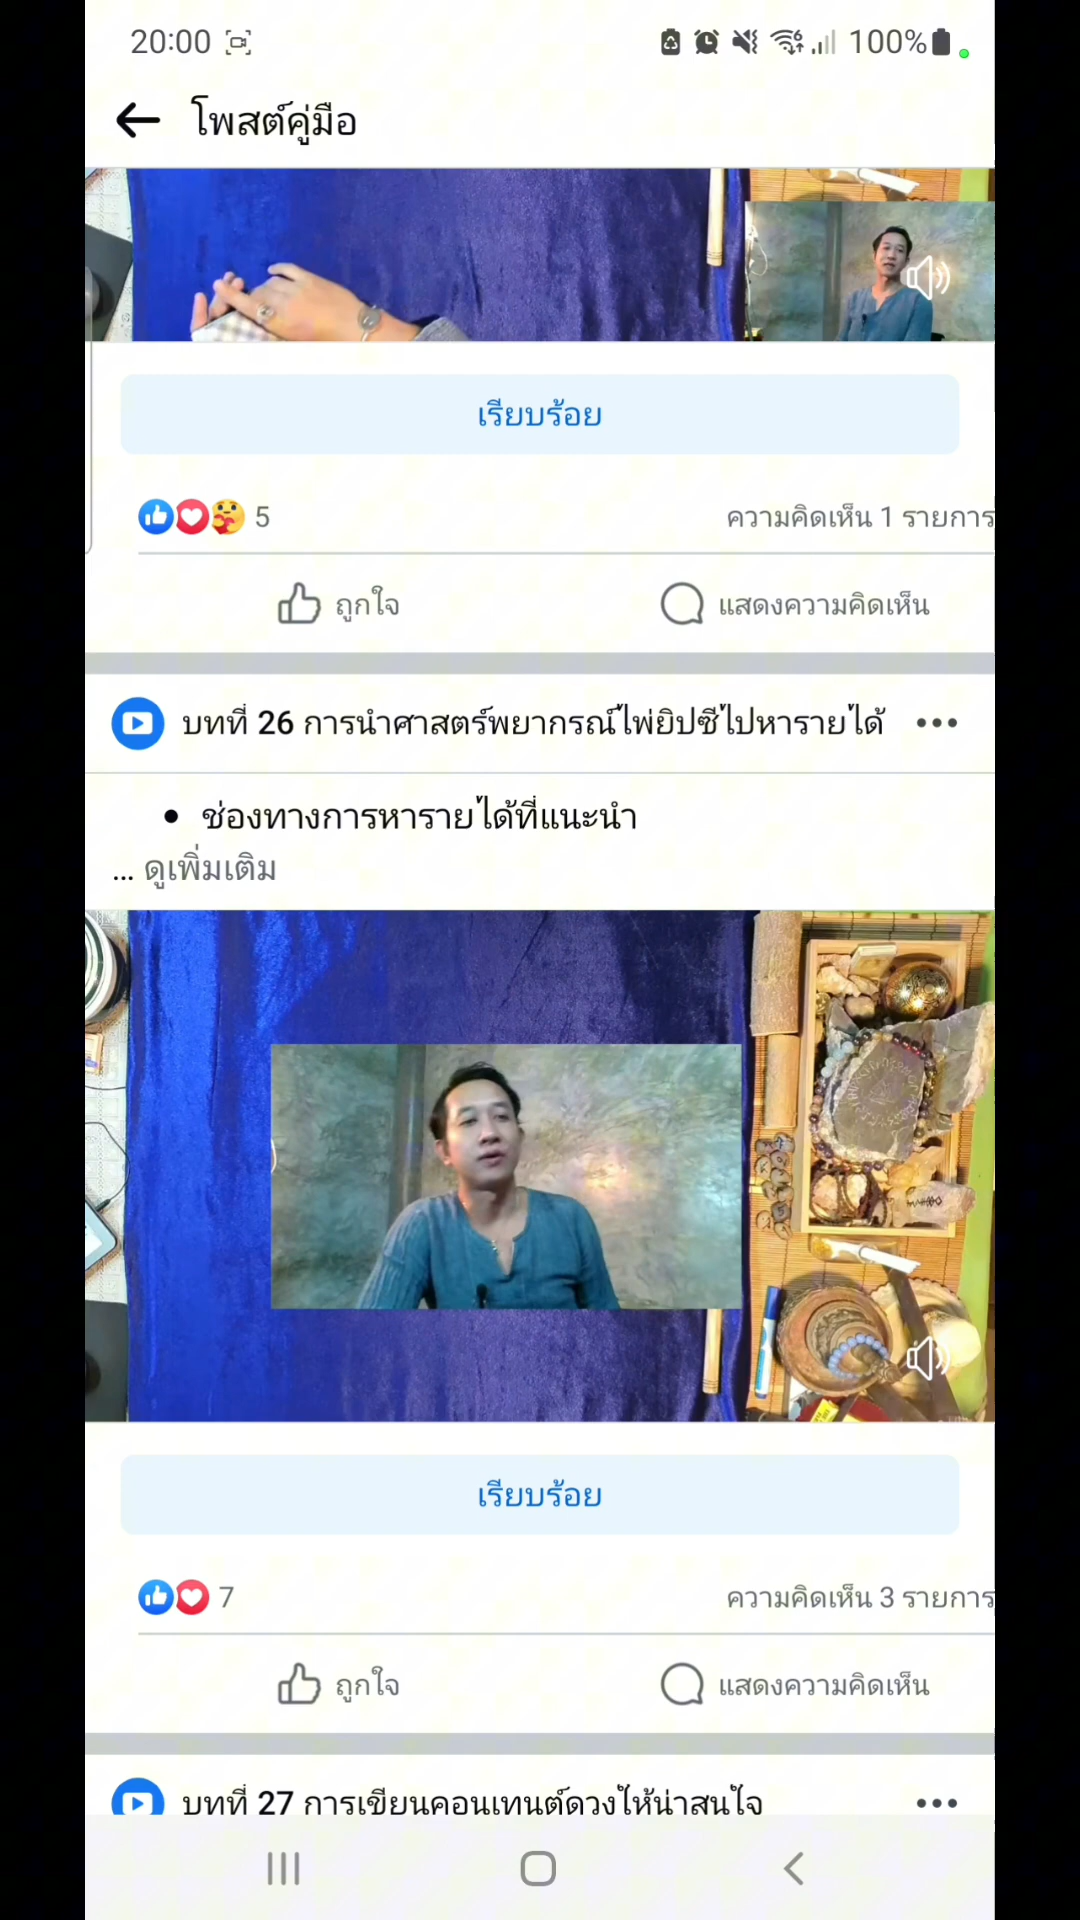 20:00
100%
โพสต์คู่มือ
เรียบร้อย
5
ความคิดเห็น 1 รายการ
ถูกใจ
แสดงความคิดเห็น
บทที่ 26 การนำศาสตร์พยากรณ์ไพ่ยิปซีไปหารายได้
• ช่องทางการหารายได้ที่แนะนำ
... ดูเพิ่มเติม
เรียบร้อย
7
ความคิดเห็น 3 รายการ
ถูกใจ
แสดงความคิดเห็น
บทที่ 27 การเขียนคอนเทนต์ดวงให้น่าสนใจ